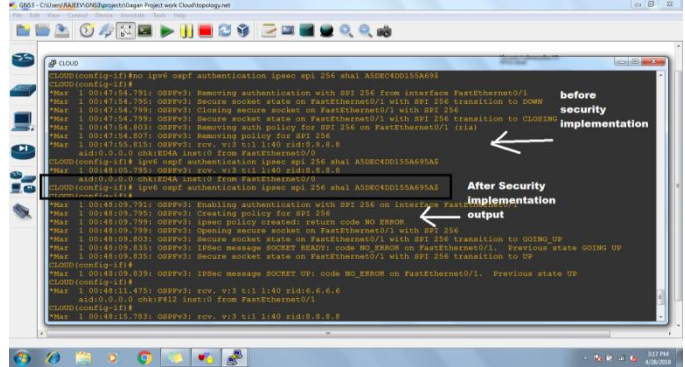 GNS3 - C:\Users\RAJEEV\GNS3\projects\Gagan Project work Cloud\topology.net
File Edit View Control Device Annotate Tools Help
CLOUD
CLOUD(config-if)#no ipv6 ospf authentication ipsec spi 256 sha1 A5DEC4DD155A69$
CLOUD(config-if)#
*Mar 1 00:47:54.791: OSPFv3: Removing authentication with SPI 256 from interface FastEthernet0/1
*Mar 1 00:47:54.795: OSPFv3: Secure socket state on FastEthernet0/1 with SPI 256 transition to DOWN
*Mar 1 00:47:54.799: OSPFv3: Closing secure socket on FastEthernet0/1 with SPI 256
*Mar 1 00:47:54.799: OSPFv3: Secure socket state on FastEthernet0/1 with SPI 256 transition to CLOSING
*Mar 1 00:47:54.803: OSPFv3: Removing auth policy for SPI 256 on FastEthernet0/1 (ria)
*Mar 1 00:47:54.807: OSPFv3: Removing policy for SPI 256
*Mar 1 00:47:55.815: OSPFv3: rcv. v:3 t:1 l:40 rid:8.8.8.8
aid:0.0.0.0 chk:ED4A inst:0 from FastEthernet0/0
CLOUD(config-if)# ipv6 ospf authentication ipsec spi 256 sha1 A5DEC4DD155A695A$
*Mar 1 00:48:05.795: OSPFv3: rcv. v:3 t:1 l:40 rid:8.8.8.8
aid:0.0.0.0 chk:ED4A inst:0 from FastEthernet0/0
CLOUD(config-if)# ipv6 ospf authentication ipsec spi 256 sha1 A5DEC4DD155A695A$
CLOUD(config-if)#
*Mar 1 00:48:09.791: OSPFv3: Enabling authentication with SPI 256 on interface FastEthernet0/1
*Mar 1 00:48:09.795: OSPFv3: Creating policy for SPI 256
*Mar 1 00:48:09.799: OSPFv3: ipsec policy created: return code NO ERROR
*Mar 1 00:48:09.799: OSPFv3: Opening secure socket on FastEthernet0/1 with SPI 256
*Mar 1 00:48:09.803: OSPFv3: Secure socket state on FastEthernet0/1 with SPI 256 transition to GOING UP
*Mar 1 00:48:09.835: OSPFv3: IPSec message SOCKET READY: code NO_ERROR on FastEthernet0/1. Previous state GOING UP
*Mar 1 00:48:09.835: OSPFv3: Secure socket state on FastEthernet0/1 with SPI 256 transition to UP
CLOUD(config-if)#
*Mar 1 00:48:09.839: OSPFv3: IPSec message SOCKET UP: code NO_ERROR on FastEthernet0/1. Previous state UP
CLOUD(config-if)#
*Mar 1 00:48:11.475: OSPFv3: rcv. v:3 t:1 l:40 rid:6.6.6.6
aid:0.0.0.0 chk:F412 inst:0 from FastEthernet0/1
CLOUD(config-if)#
*Mar 1 00:48:15.783: OSPFv3: rcv. v:3 t:1 l:40 rid:8.8.8.8
before
security
implementation
After Security
Implementation
output
3:17 PM
4/28/2018